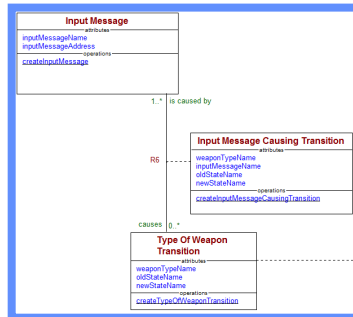 Input Message
attributes
inputMessageName
inputMessageAddress
operations
createInputMessage
1..* is caused by
Input Message Causing Transition
attributes
weaponTypeName
inputMessageName
oldStateName
newStateName
operations
createInputMessageCausingTransition
R6
causes 0..*
Type Of Weapon
Transition
attributes
weaponTypeName
oldStateName
newStateName
operations
createTypeOfWeaponTransition